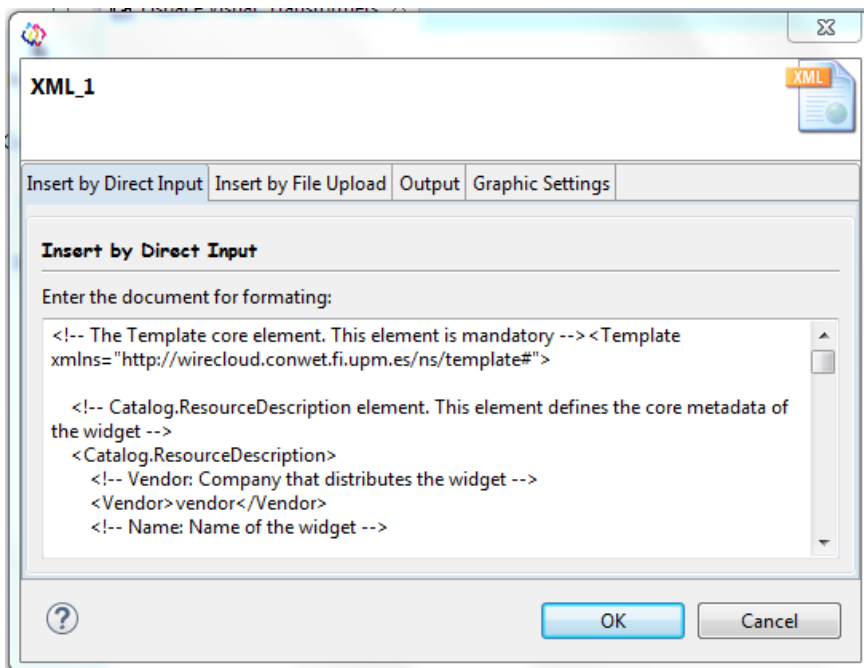 XML_1
XML
Insert by Direct Input
Insert by File Upload
Output
Graphic Settings
Insert by Direct Input
Enter the document for formating:
<!-- The Template core element. This element is mandatory --><Template
xmlns="http://wirecloud.conwet.fi.upm.es/ns/template#">
<!-- Catalog.ResourceDescription element. This element defines the core metadata of
the widget -->
<Catalog.ResourceDescription>
<!-- Vendor: Company that distributes the widget -->
<Vendor>vendor</Vendor>
<!-- Name: Name of the widget -->
?
OK
Cancel